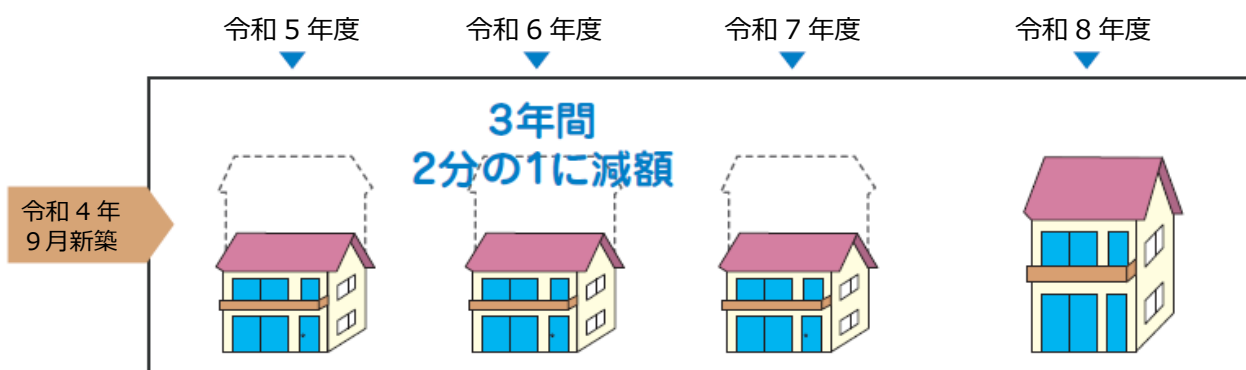 令和５年度
令和６年度
令和７年度
令和８年度
3年間
2分の1に減額
令和４年
９月新築